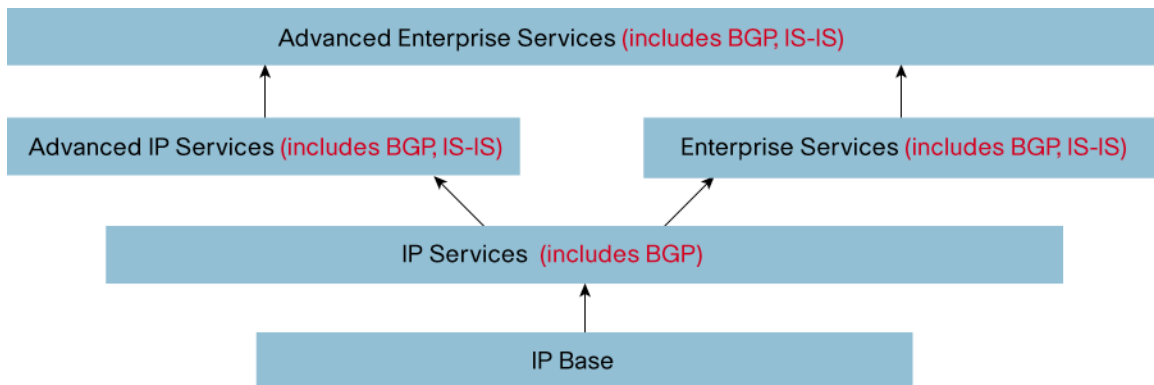 Advanced Enterprise Services (includes BGP, IS-IS)
Advanced IP Services (includes BGP, IS-IS)
Enterprise Services (includes BGP, IS-IS)
IP Services (includes BGP)
IP Base